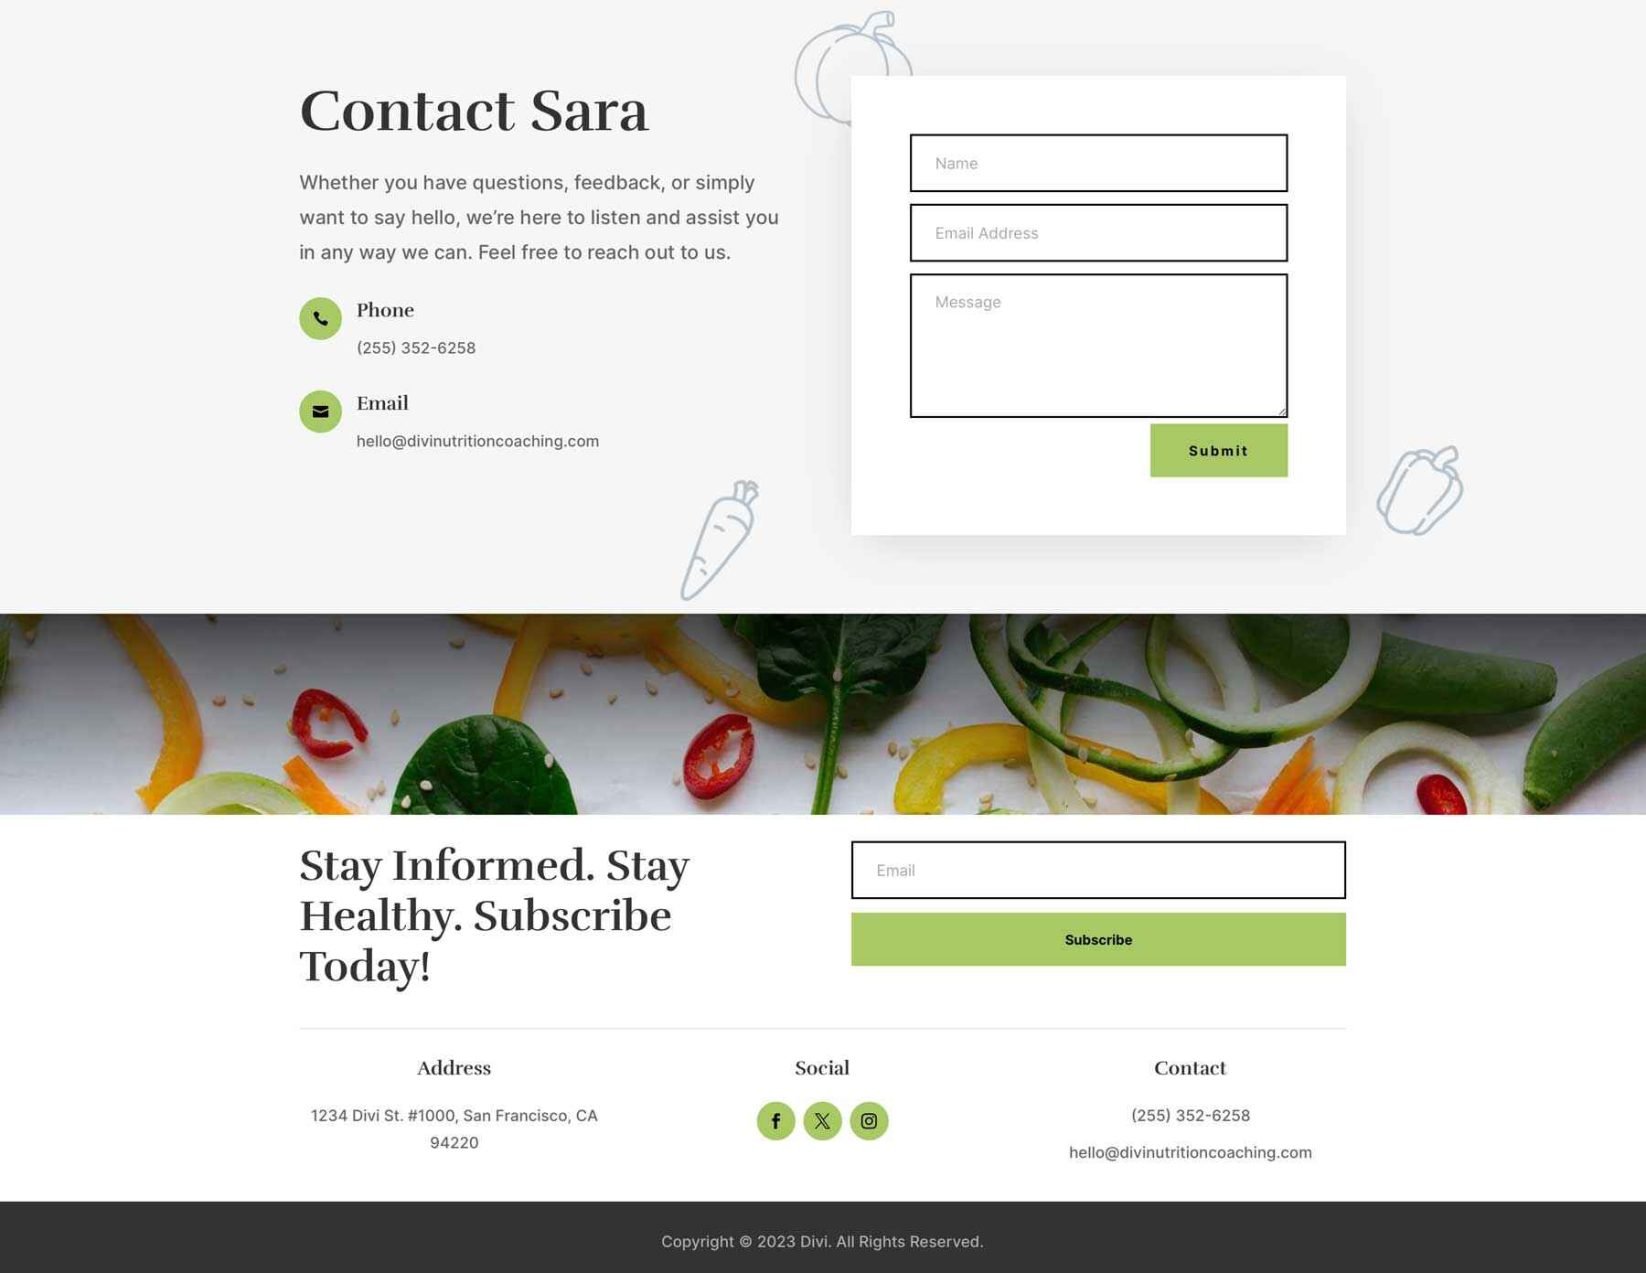 Contact Sara
Whether you have questions, feedback, or simply
want to say hello, we’re here to listen and assist you
in any way we can. Feel free to reach out to us.
Phone
(255) 352-6258
Email
hello@divinutritioncoaching.com
Name
Email Address
Message
Submit
Stay Informed. Stay
Healthy. Subscribe
Today!
Email
Subscribe
Address
1234 Divi St. #1000, San Francisco, CA
94220
Social
Contact
(255) 352-6258
hello@divinutritioncoaching.com
Copyright © 2023 Divi. All Rights Reserved.